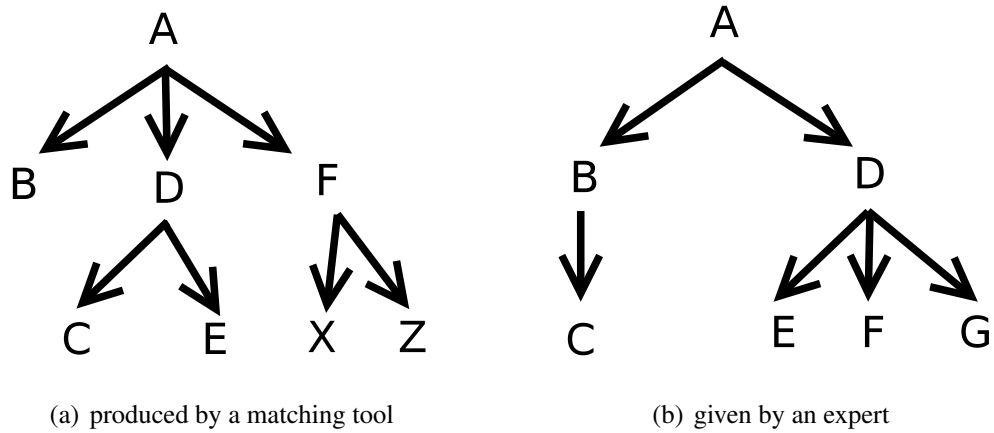 A
B D F
C E X Z
(a) produced by a matching tool
A
B D
C E F G
(b) given by an expert